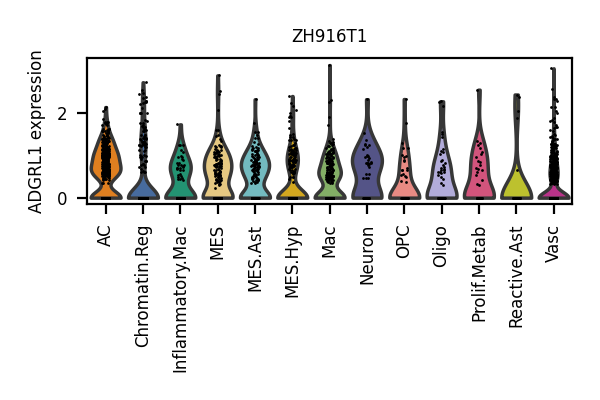 ZH916T1
ADGRL1 expression
2
0
AC
Chromatin.Reg
Inflammatory.Mac
MES
MES.Ast
MES.Hyp
Mac
Neuron
OPC
Oligo
Prolif.Metab
Reactive.Ast
Vasc